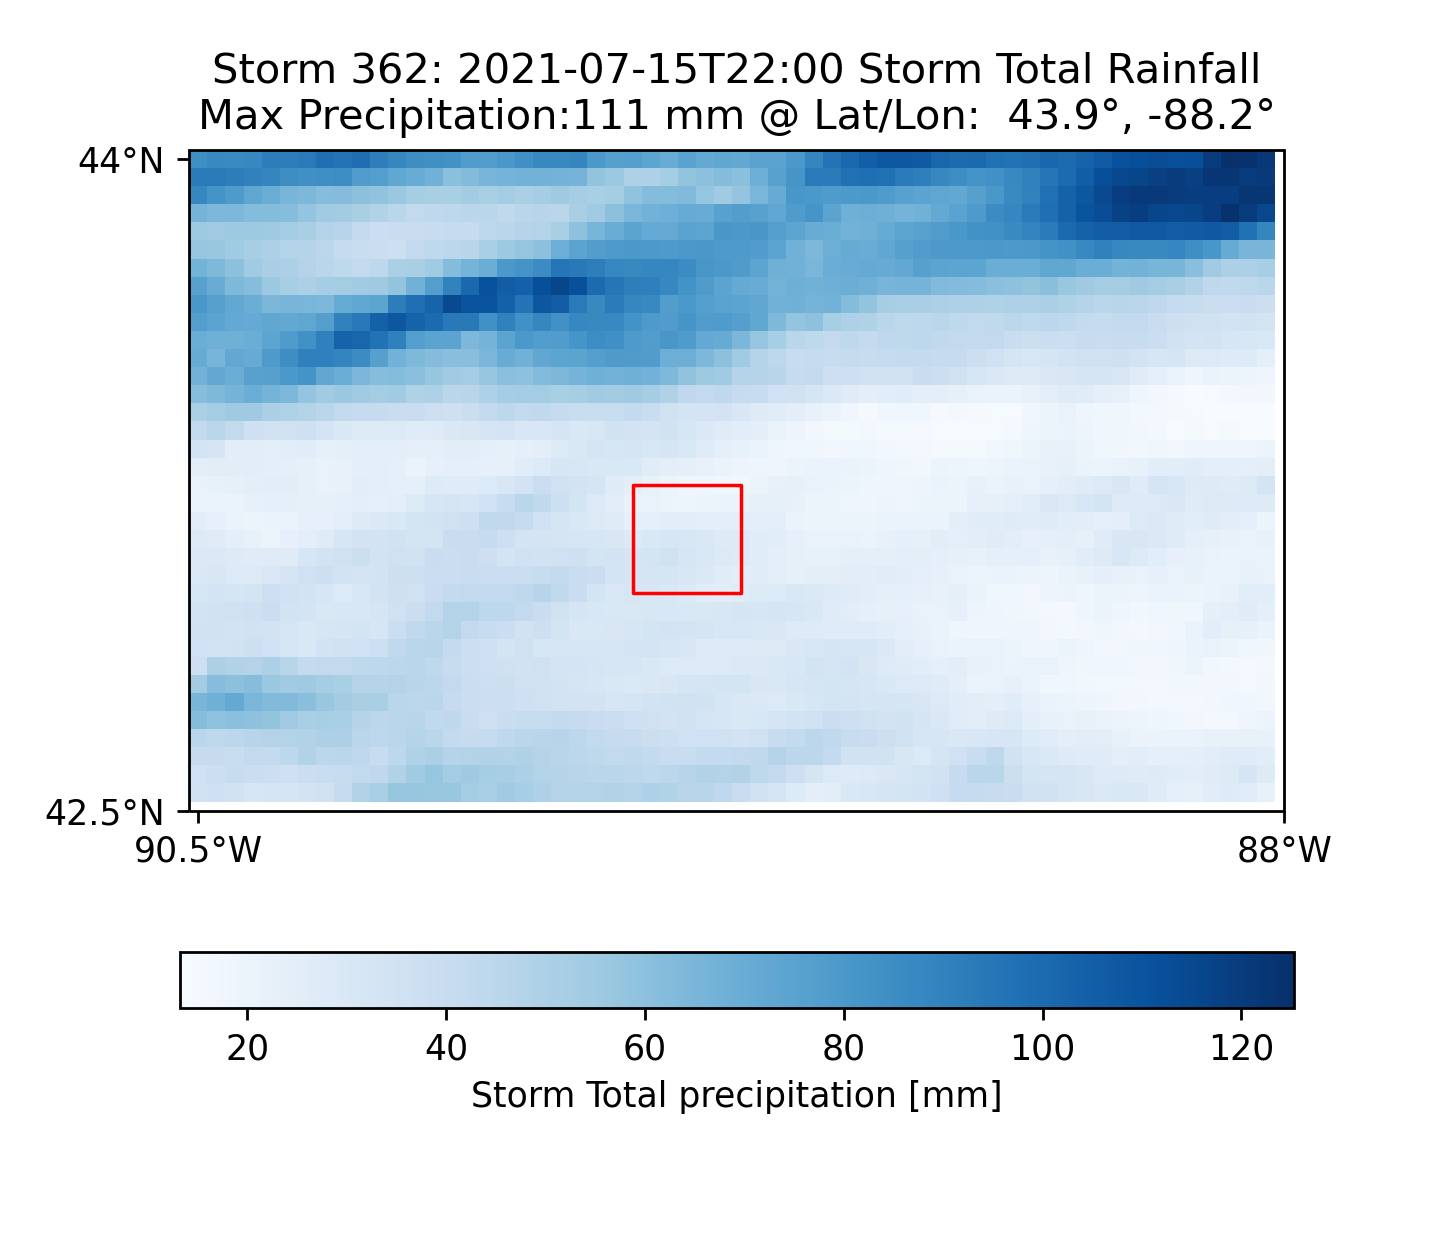 Storm 362: 2021-07-15T22:00 Storm Total Rainfall
Max Precipitation:111 mm @ Lat/Lon:  43.9°, -88.2°
44°N
42.5°N
90.5°W 88°W
20 40 60 80 100 120
Storm Total precipitation [mm]